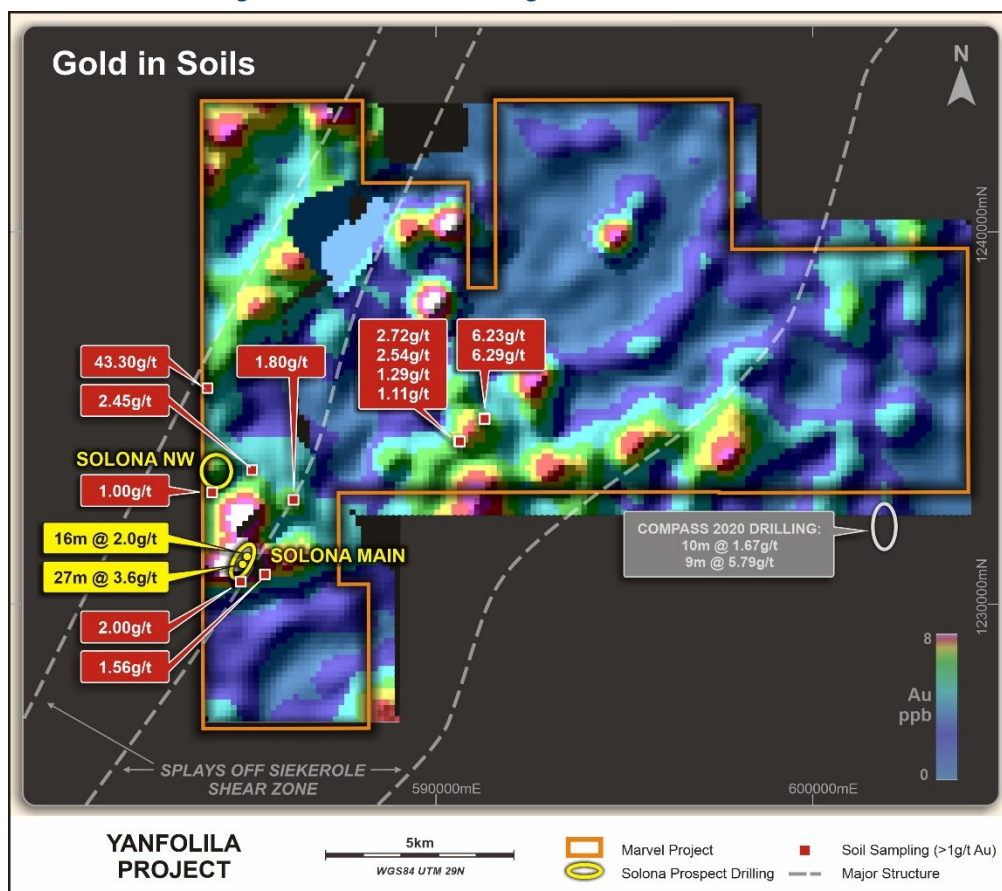 Gold in Soils
N
1240000mN
43.30g/t
2.45g/t
1.80g/t
2.72g/t
2.54g/t
1.29g/t
1.11g/t
6.23g/t
6.29g/t
SOLONA NW
1.00g/t
16m @ 2.0g/t
27m @ 3.6g/t
SOLONA MAIN
2.00g/t
1.56g/t
COMPASS 2020 DRILLING:
10m @ 1.67g/t
9m @ 5.79g/t
1230000mN
8
Au
ppb
0
SPLAYS OFF SIEKEROLE
SHEAR ZONE
590000mE
600000mE
YANFOLILA
PROJECT
5km
WGS84 UTM 29N
Marvel Project
Solona Prospect Drilling
Soil Sampling (>1g/t Au)
Major Structure